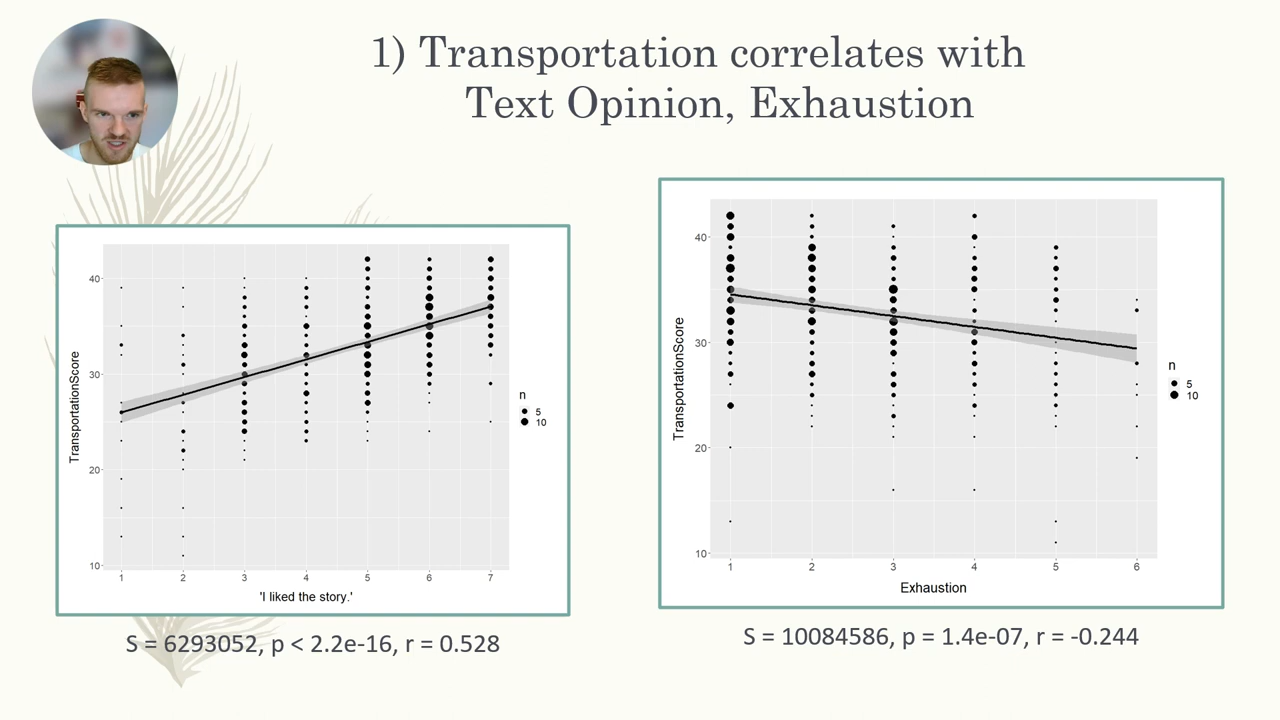 1) Transportation correlates with
Text Opinion, Exhaustion
TransportationScore
40
30
20
10
1 2 3 4 5 6 7
'I liked the story.'
n
5
10
S = 6293052, p < 2.2e-16, r = 0.528
TransportationScore
40
30
20
10
1 2 3 4 5 6
Exhaustion
n
5
10
S = 10084586, p = 1.4e-07, r = -0.244